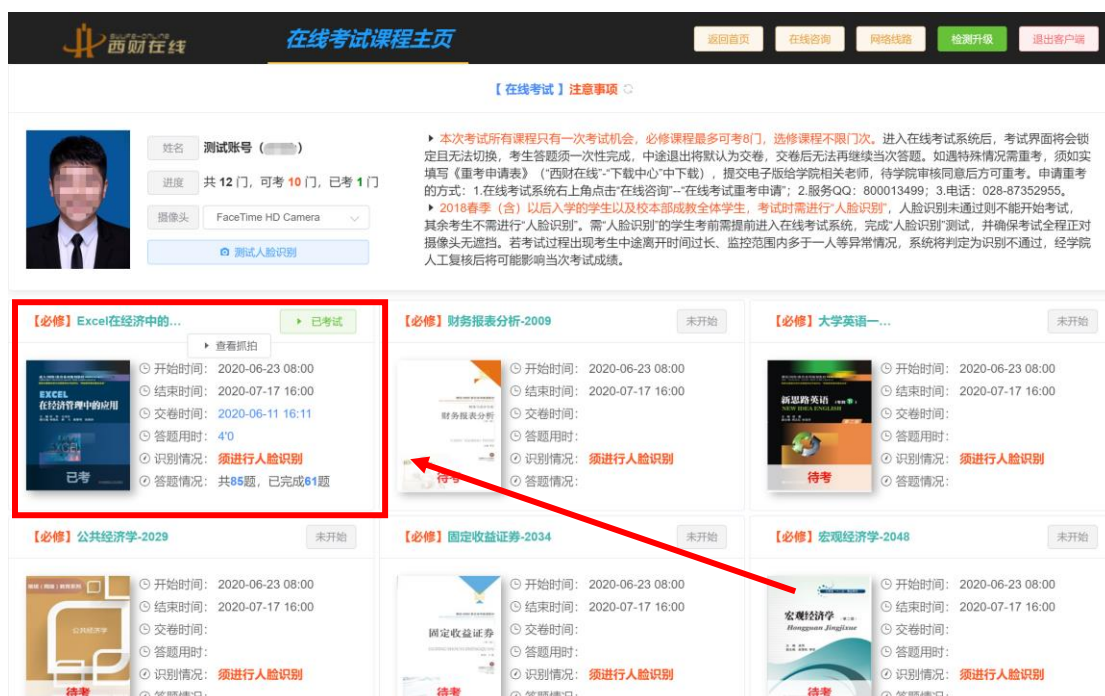 西财在线
在线考试课程主页
返回首页
在线咨询
网络线路
检测升级
退出客户端
【 在线考试 】注意事项
姓名 测试账号（ ）
进度 共 12 门，可考 10 门，已考 1 门
摄像头 FaceTime HD Camera
测试人脸识别
本次考试所有课程只有一次考试机会，必修课程最多可考8门，选修课程不限门次。进入在线考试系统后，考试界面将会锁
定且无法切换，考生答题须一次性完成，中途退出将默认为交卷，交卷后无法再继续当次答题。如遇特殊情况需重考，须如实
填写《重考申请表》（“西财在线”-“下载中心”中下载），提交电子版给学院相关老师，待学院审核同意后方可重考。申请重考
的方式：1.在线考试系统右上角点击“在线咨询”--“在线考试重考申请”；2.服务QQ：800013499；3.电话：028-87352955。
2018春季（含）以后入学的学生以及校本部成教全体学生，考试时需进行“人脸识别”，人脸识别未通过则不能开始考试，
其余考生不需进行“人脸识别”。需“人脸识别”的学生考前需提前进入在线考试系统，完成“人脸识别”测试，并确保考试全程正对
摄像头无遮挡。若考试过程出现考生中途离开时间过长、监控范围内多于一人等异常情况，系统将判定为识别不通过，经学院
人工复核后将可能影响当次考试成绩。
【必修】Excel在经济中的...
已考试
查看抓拍
EXCEL
在经济管理中的应用
已考
开始时间： 2020-06-23 08:00
结束时间： 2020-07-17 16:00
交卷时间： 2020-06-11 16:11
答题用时： 4'0
识别情况： 须进行人脸识别
答题情况： 共85题，已完成61题
【必修】财务报表分析-2009
未开始
财务报表分析
待考
开始时间： 2020-06-23 08:00
结束时间： 2020-07-17 16:00
交卷时间：
答题用时：
识别情况： 须进行人脸识别
答题情况：
【必修】大学英语一...
未开始
新思路英语
NEW IDEA ENGLISH
待考
开始时间： 2020-06-23 08:00
结束时间： 2020-07-17 16:00
交卷时间：
答题用时：
识别情况： 须进行人脸识别
答题情况：
【必修】公共经济学-2029
未开始
公共经济学
待考
开始时间： 2020-06-23 08:00
结束时间： 2020-07-17 16:00
交卷时间：
答题用时：
识别情况： 须进行人脸识别
答题情况：
【必修】固定收益证券-2034
未开始
固定收益证券
待考
开始时间： 2020-06-23 08:00
结束时间： 2020-07-17 16:00
交卷时间：
答题用时：
识别情况： 须进行人脸识别
答题情况：
【必修】宏观经济学-2048
未开始
宏观经济学
Hongguan Jingjixue
待考
开始时间： 2020-06-23 08:00
结束时间： 2020-07-17 16:00
交卷时间：
答题用时：
识别情况： 须进行人脸识别
答题情况：